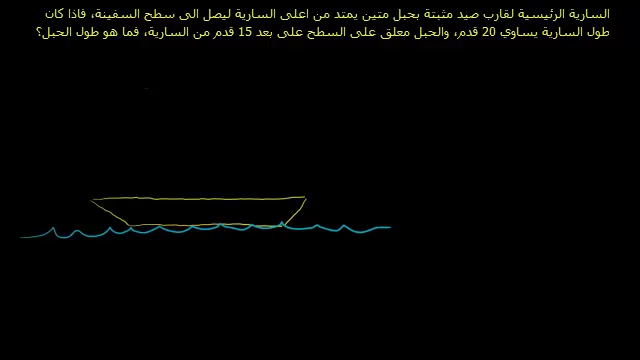 السارية الرئيسية لقارب صيد مثبتة بحبل متين يمتد من اعلى السارية ليصل الى سطح السفينة، فاذا كان
طول السارية يساوي 20 قدم، والحبل معلق على السطح على بعد 15 قدم من السارية، فما هو طول الحبل؟